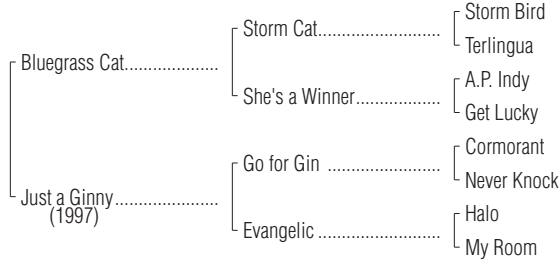 Storm Bird
Storm Cat....................
Terlingua
Bluegrass Cat.....................
A.P. Indy
She's a Winner..................
Get Lucky
Cormorant
Go for Gin ........................
Never Knock
Just a Ginny.......................
(1997)
Halo
Evangelic ..........................
My Room